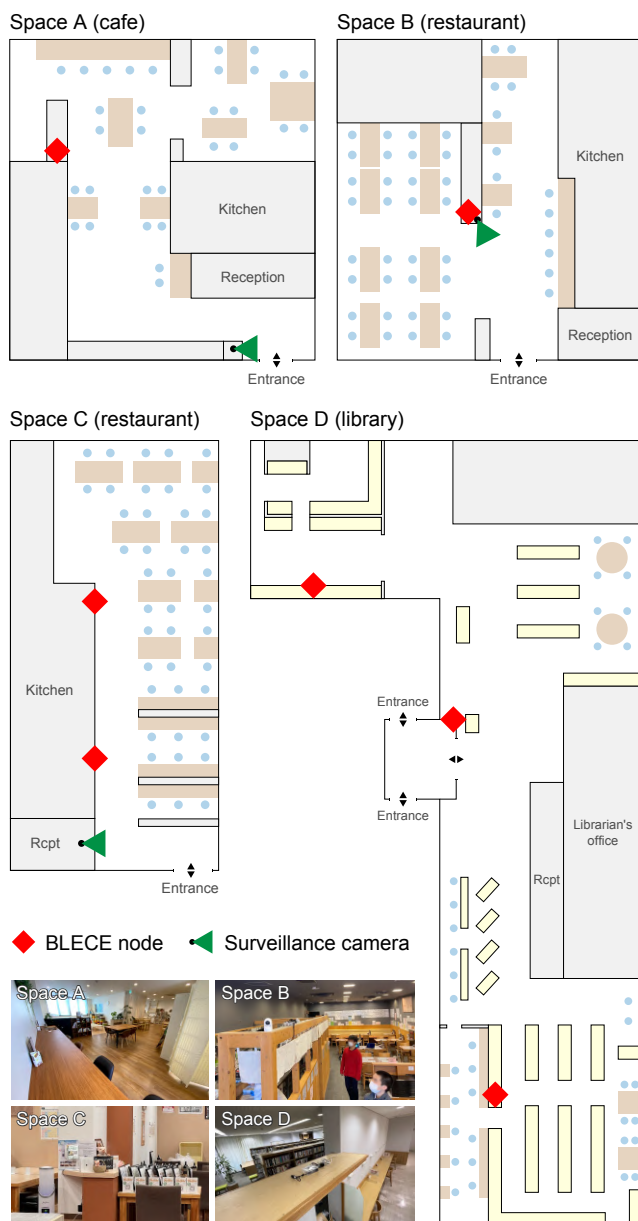 Space A (cafe)
Kitchen
Reception
Entrance
Space B (restaurant)
Kitchen
Reception
Entrance
Space C (restaurant)
Kitchen
Rcpt
Entrance
Space D (library)
Entrance
Entrance
Librarian's
office
Rcpt
BLECE node
Surveillance camera
Space A
Space B
Space C
Space D